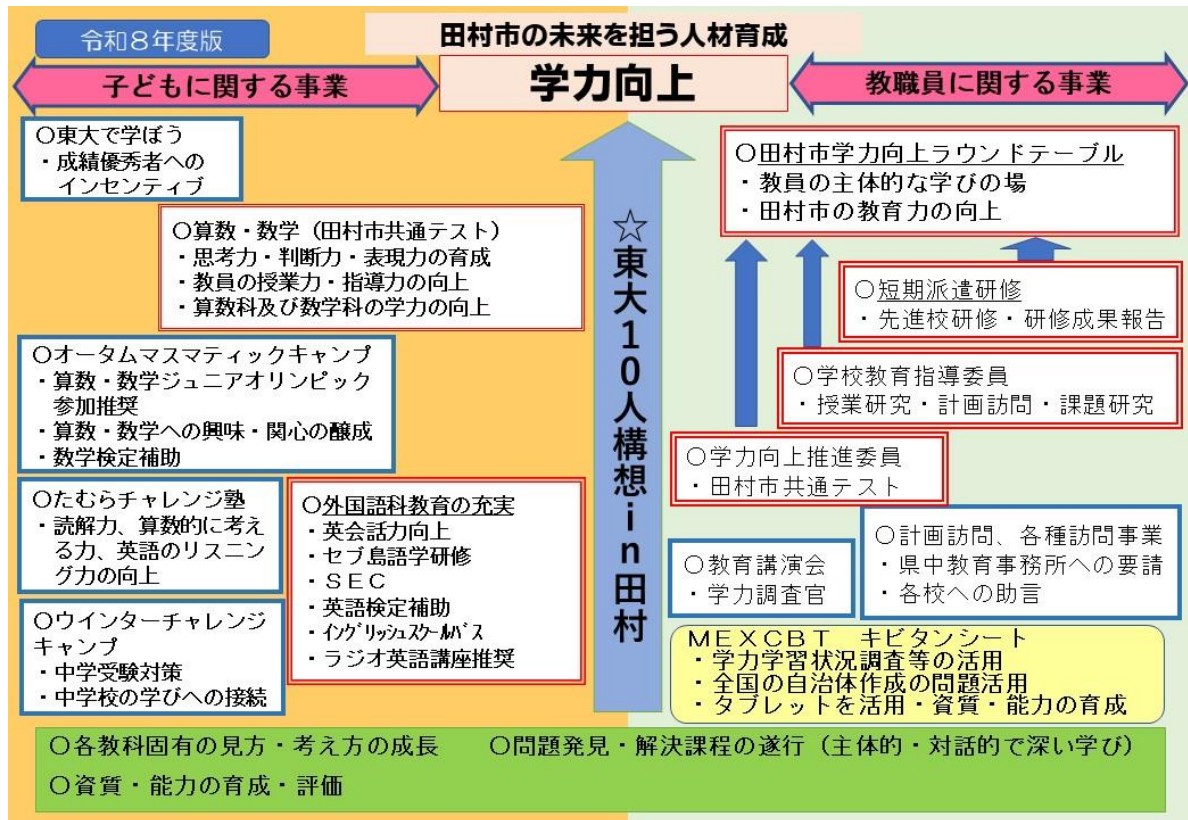 令和８年度版
田村市の未来を担う人材育成
学力向上
子どもに関する事業
教職員に関する事業
〇東大で学ぼう
・成績優秀者への
インセンティブ
〇算数・数学（田村市共通テスト）
・思考力・判断力・表現力の育成
・教員の授業力・指導力の向上
・算数科及び数学科の学力の向上
〇オータムマスマティックキャンプ
・算数・数学ジュニアオリンピック
参加推奨
・算数・数学への興味・関心の醸成
・数学検定補助
〇たむらチャレンジ塾
・読解力、算数的に考え
る力、英語のリスニン
グ力の向上
〇ウインターチャレンジ
キャンプ
・中学受験対策
・中学校の学びへの接続
〇外国語科教育の充実
・英会話力向上
・セブ島語学研修
・ＳＥＣ
・英語検定補助
・ｲﾝｸﾞﾘｯｼｭｽｸｰﾙﾊﾞｽ
・ラジオ英語講座推奨
☆東大１０人構想ｉｎ田村
〇田村市学力向上ラウンドテーブル
・教員の主体的な学びの場
・田村市の教育力の向上
〇短期派遣研修
・先進校研修・研修成果報告
〇学校教育指導委員
・授業研究・計画訪問・課題研究
〇学力向上推進委員
・田村市共通テスト
〇教育講演会
・学力調査官
〇計画訪問、各種訪問事業
・県中教育事務所への要請
・各校への助言
ＭＥＸＣＢＴ　キビタンシート
・学力学習状況調査等の活用
・全国の自治体作成の問題活用
・タブレットを活用・資質・能力の育成
〇各教科固有の見方・考え方の成長　〇問題発見・解決課程の遂行（主体的・対話的で深い学び）
〇資質・能力の育成・評価